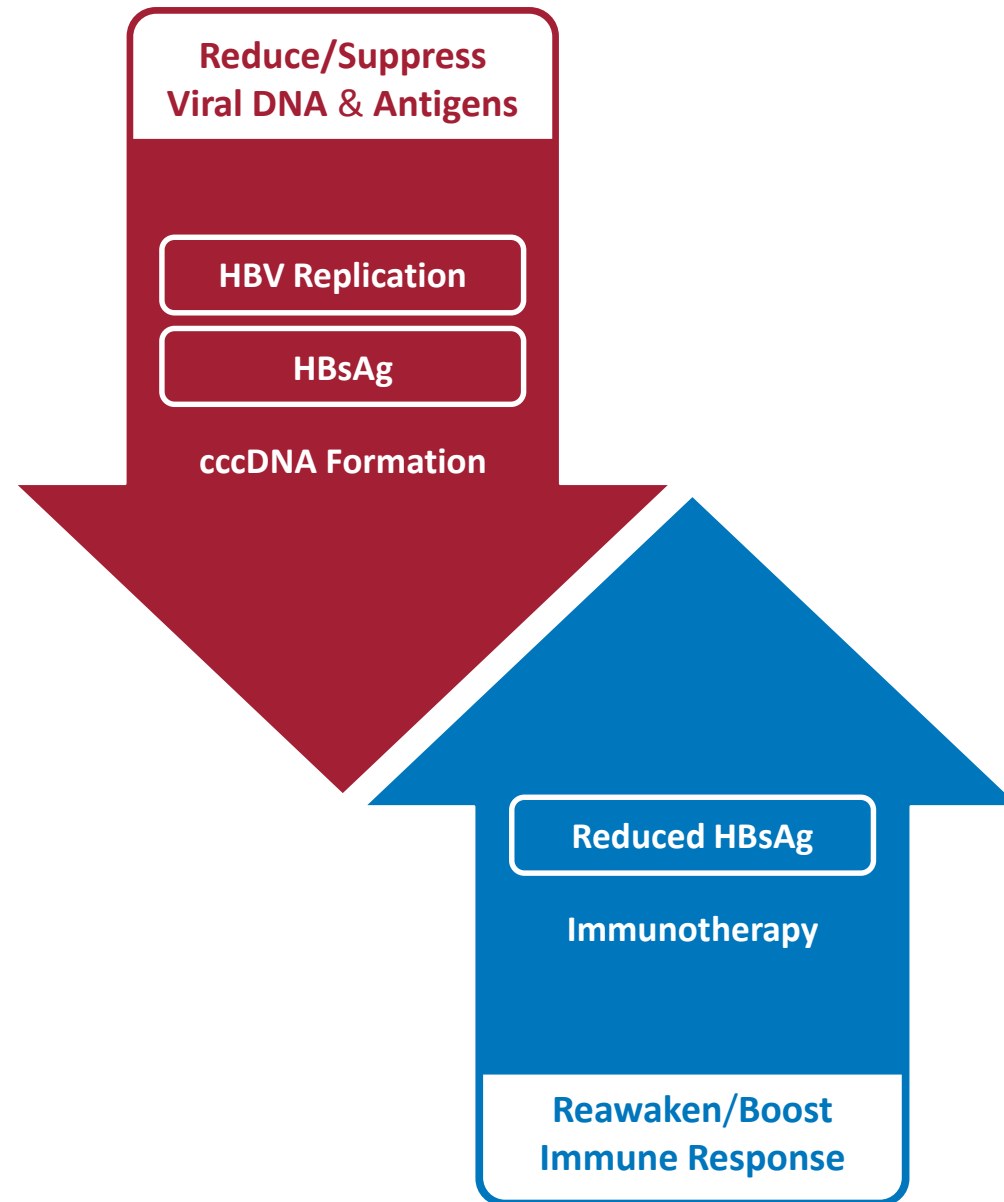 Reduce/Suppress
Viral DNA & Antigens
HBV Replication
HBsAg
cccDNA Formation
Reduced HBsAg
Immunotherapy
Reawaken/Boost
Immune Response